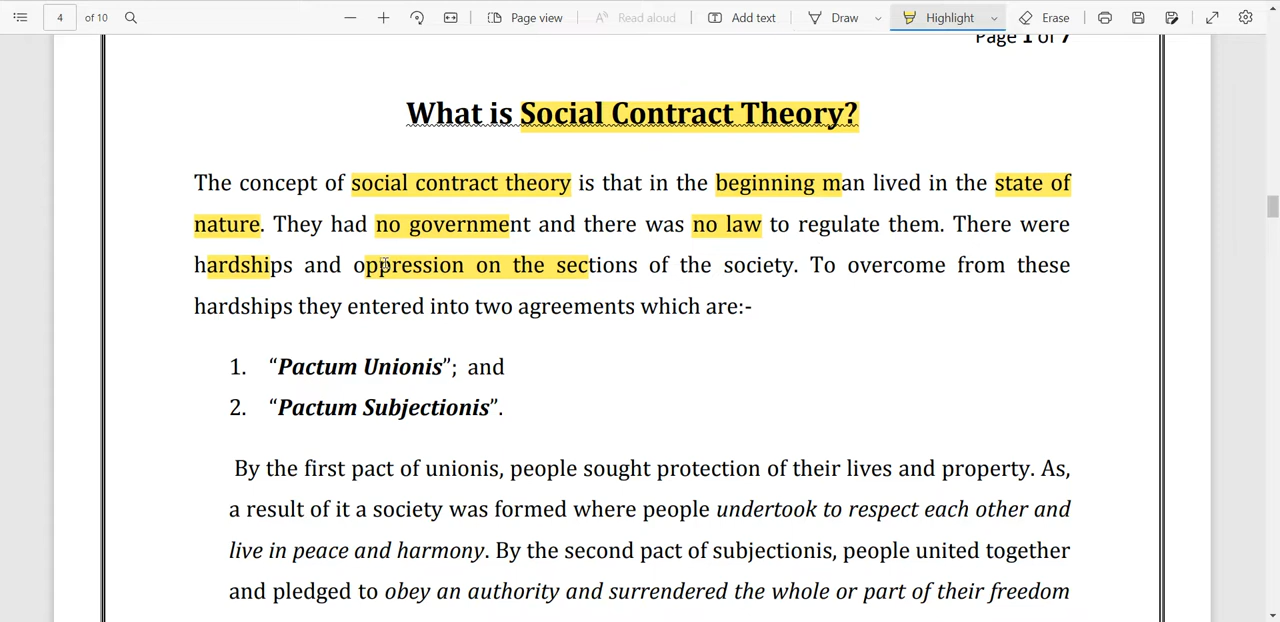 4 of 10 Page view Read aloud Add text Draw Highlight Erase
Page 1 of 7
What is Social Contract Theory?
The concept of social contract theory is that in the beginning man lived in the state of
nature. They had no government and there was no law to regulate them. There were
hardships and oppression on the sections of the society. To overcome from these
hardships they entered into two agreements which are:-
1. “Pactum Unionis”; and
2. “Pactum Subjectionis”.
By the first pact of unionis, people sought protection of their lives and property. As,
a result of it a society was formed where people undertook to respect each other and
live in peace and harmony. By the second pact of subjectionis, people united together
and pledged to obey an authority and surrendered the whole or part of their freedom